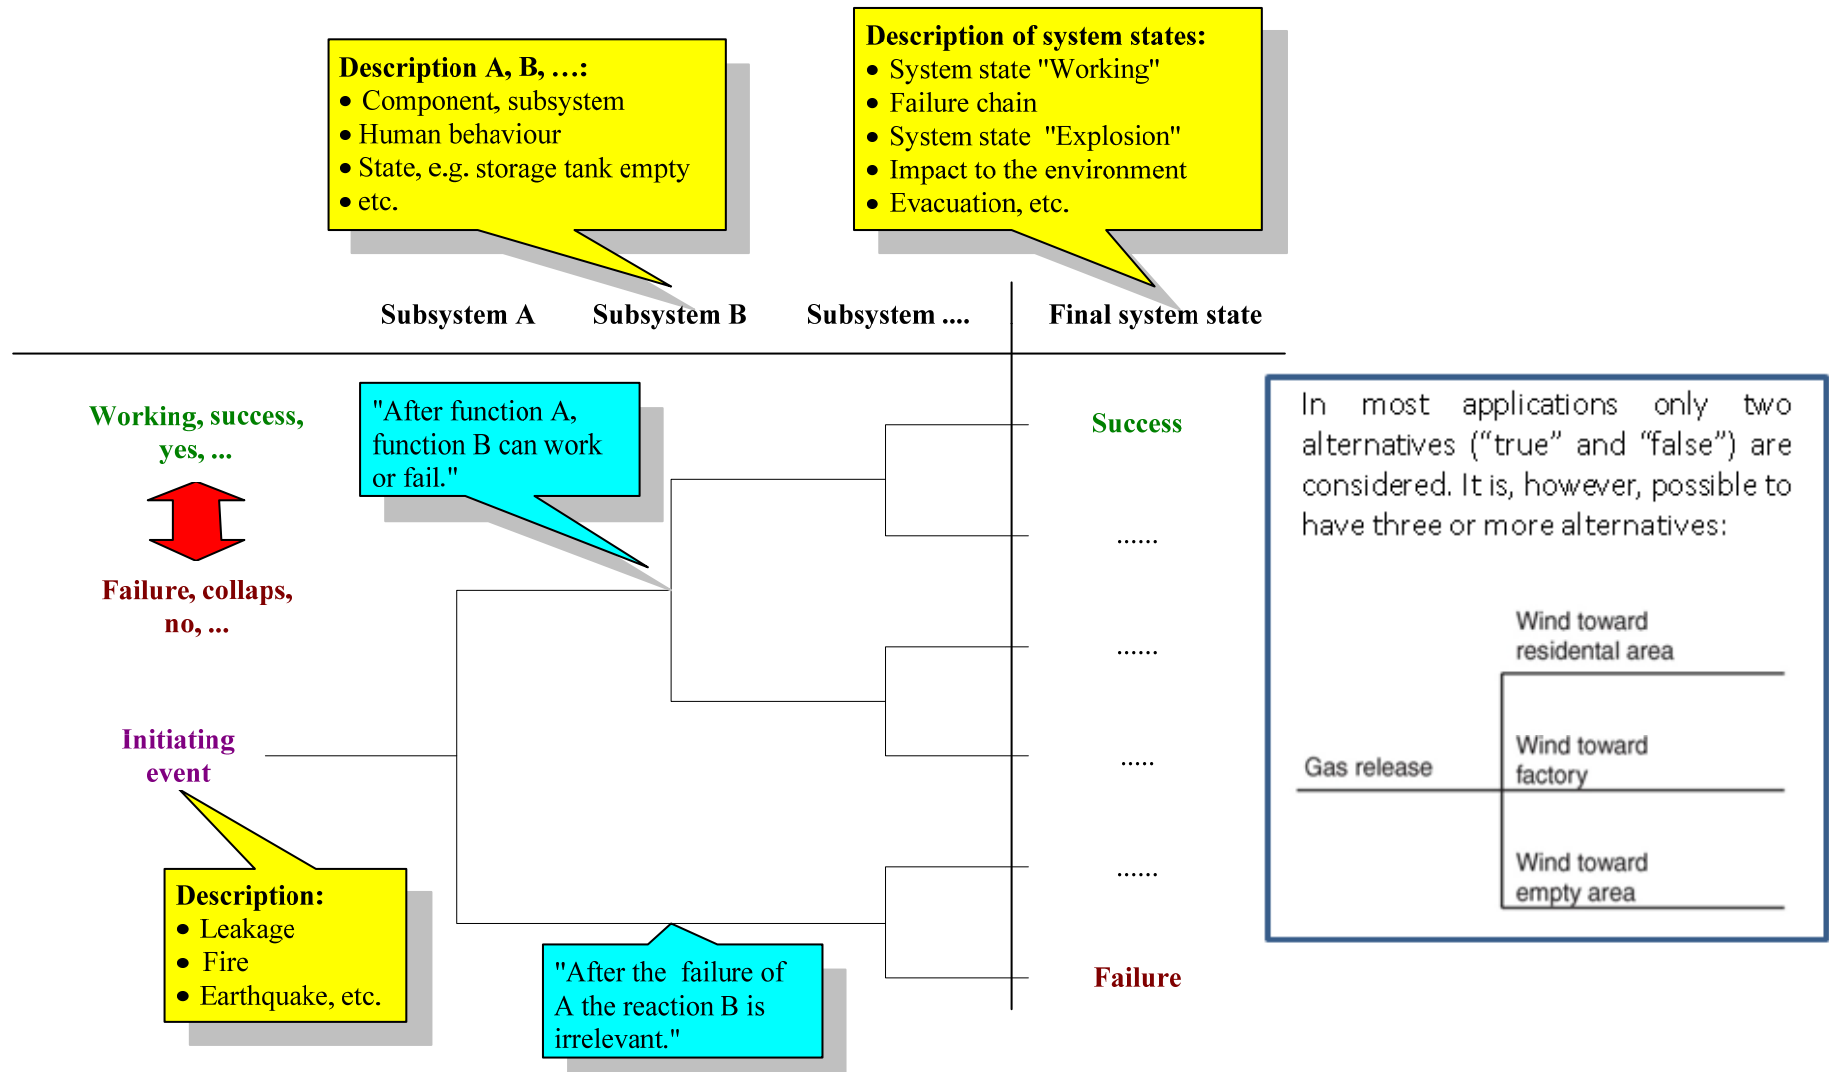 Description A, B, …:
• Component, subsystem
• Human behaviour
• State, e.g. storage tank empty
• etc.
Description of system states:
• System state "Working"
• Failure chain
• System state "Explosion"
• Impact to the environment
• Evacuation, etc.
Subsystem A
Subsystem B
Subsystem ....
Final system state
Working, success,
yes, ...
Failure, collaps,
no, ...
"After function A,
function B can work
or fail."
Initiating
event
Description:
• Leakage
• Fire
• Earthquake, etc.
"After the failure of
A the reaction B is
irrelevant."
Success
......
......
.....
......
Failure
In most applications only two
alternatives (“true” and “false”) are
considered. It is, however, possible to
have three or more alternatives:
Gas release
Wind toward
residental area
Wind toward
factory
Wind toward
empty area